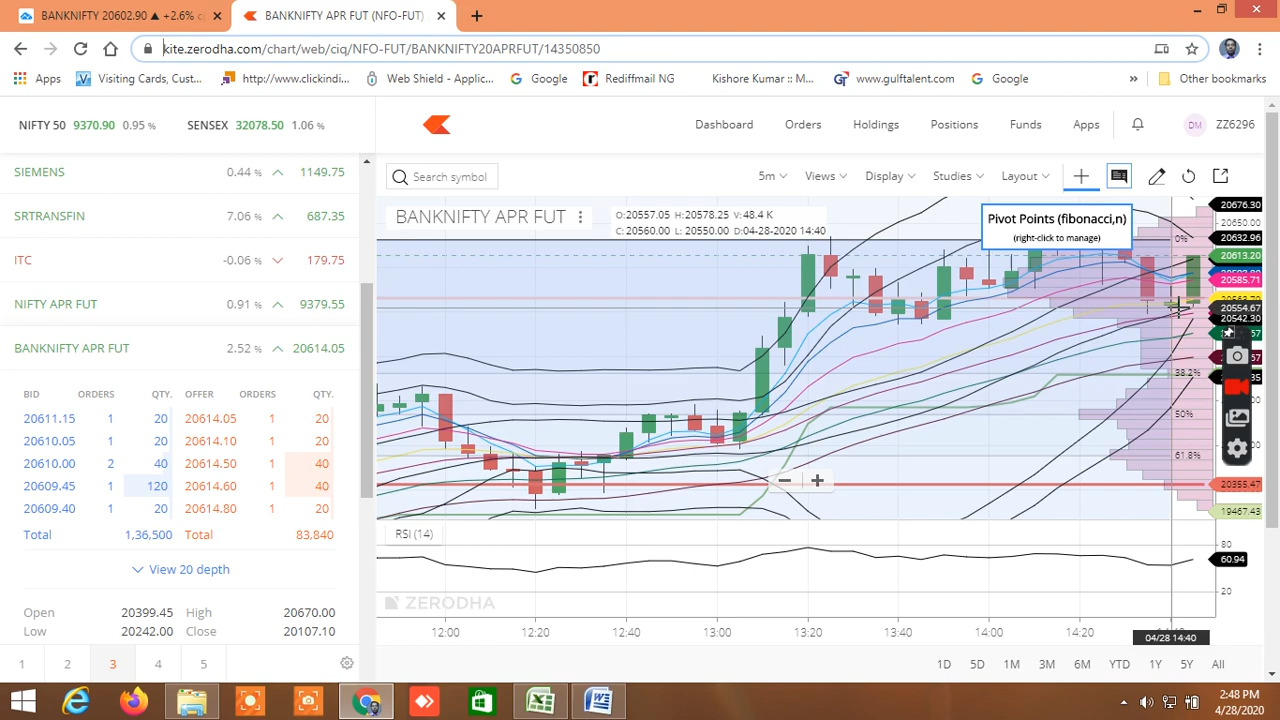 BANKNIFTY 20602.90 ▲ +2.6%
BANKNIFTY APR FUT (NFO-FUT)
kite.zerodha.com/chart/web/ciq/NFO-FUT/BANKNIFTY20APRFUT/14350850
Apps Visiting Cards, Cust... http://www.clickindi... Web Shield - Applic... Google Rediffmail NG Kishore Kumar :: M... www.gulftalent.com Google » Other bookmarks
NIFTY 50 9370.90 0.95 % SENSEX 32078.50 1.06 %
Dashboard Orders Holdings Positions Funds Apps DM ZZ6296
SIEMENS 0.44 % 1149.75
SRTRANSFIN 7.06 % 687.35
ITC -0.06 % 179.75
NIFTY APR FUT 0.91 % 9379.55
BANKNIFTY APR FUT 2.52 % 20614.05
BID ORDERS QTY. OFFER ORDERS QTY.
20611.15 1 20 20614.05 1 20
20610.05 1 20 20614.10 1 20
20610.00 2 40 20614.50 1 40
20609.45 1 120 20614.60 1 40
20609.40 1 20 20614.80 1 20
Total 1,36,500 Total 83,840
View 20 depth
Open 20399.45 High 20670.00
Low 20242.00 Close 20107.10
1 2 3 4 5
Search symbol 5m Views Display Studies Layout
BANKNIFTY APR FUT
O:20557.05 H:20578.25 V:48.4 K
C:20560.00 L: 20550.00 D:04-28-2020 14:40
Pivot Points (fibonacci,n)
(right-click to manage)
0%
38.2%
50%
61.8%
20676.30
20650.00
20632.96
20613.20
20585.71
20554.67
20542.30
20355.47
19467.43
RSI (14)
80
60.94
20
ZERODHA
12:00 12:20 12:40 13:00 13:20 13:40 14:00 14:20
04/28 14:40
1D 5D 1M 3M 6M YTD 1Y 5Y All
2:48 PM
4/28/2020